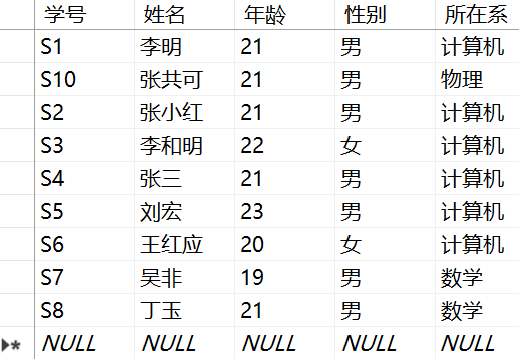 学号 姓名 年龄 性别 所在系
S1 李明 21 男 计算机
S10 张共可 21 男 物理
S2 张小红 21 男 计算机
S3 李和明 22 女 计算机
S4 张三 21 男 计算机
S5 刘宏 23 男 计算机
S6 王红应 20 女 计算机
S7 吴非 19 男 数学
S8 丁玉 21 男 数学
NULL NULL NULL NULL NULL